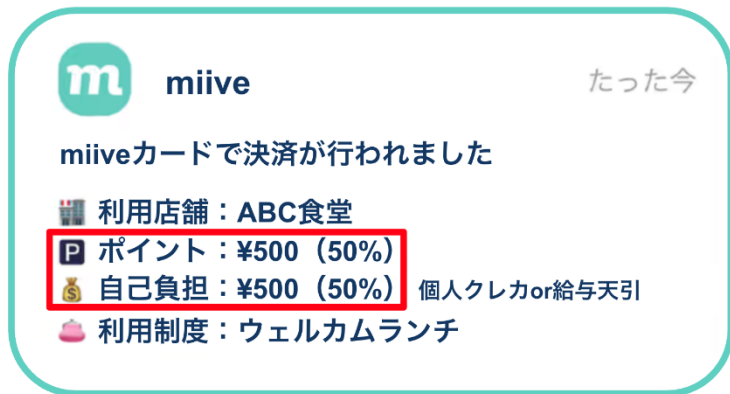 m
miive
たった今
miiveカードで決済が行われました
利用店舗：ABC食堂
P ポイント：¥500（50%）
自己負担：¥500（50%） 個人クレカor給与天引
利用制度：ウェルカムランチ